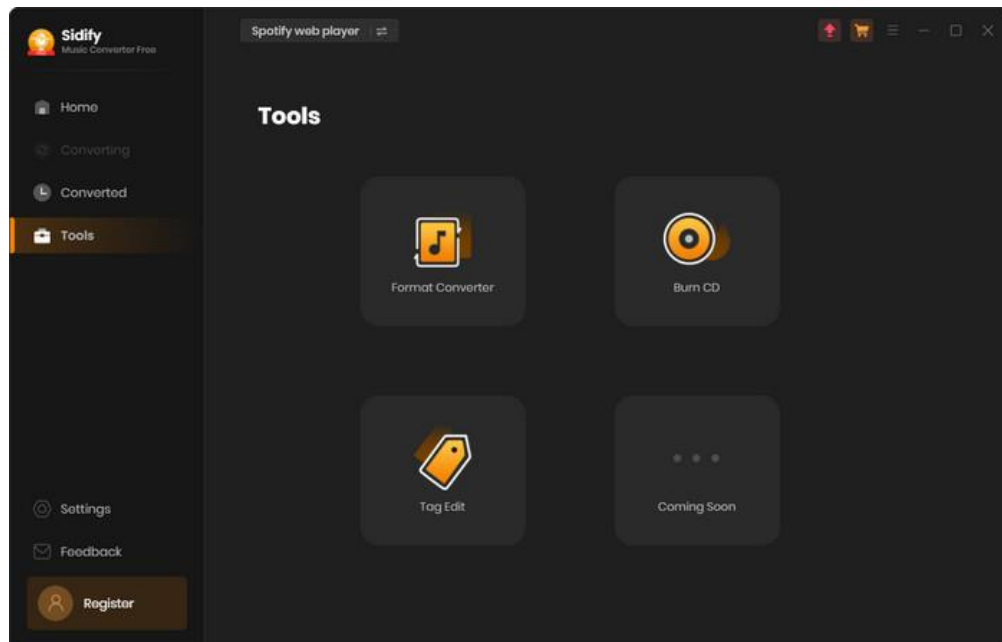 Sidify
Music Converter Free
Spotify web player
Home
Converting
Converted
Tools
Settings
Feedback
Register
Tools
Format Converter
Burn CD
Tag Edit
Coming Soon